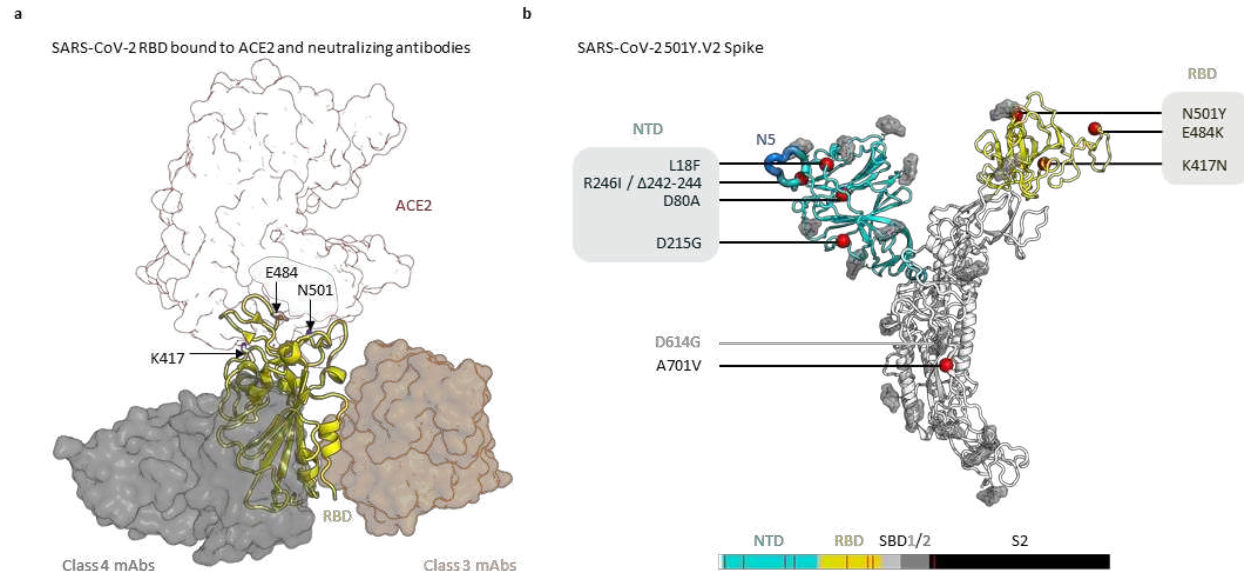 a
SARS-CoV-2 RBD bound to ACE2 and neutralizing antibodies
ACE2
E484
N501
K417
RBD
Class 4 mAbs
Class 3 mAbs
b
SARS-CoV-2 501Y.V2 Spike
RBD
N501Y
E484K
K417N
NTD
N5
L18F
R246I / Δ242-244
D80A
D215G
D614G
A701V
NTD RBD SBD1/2 S2